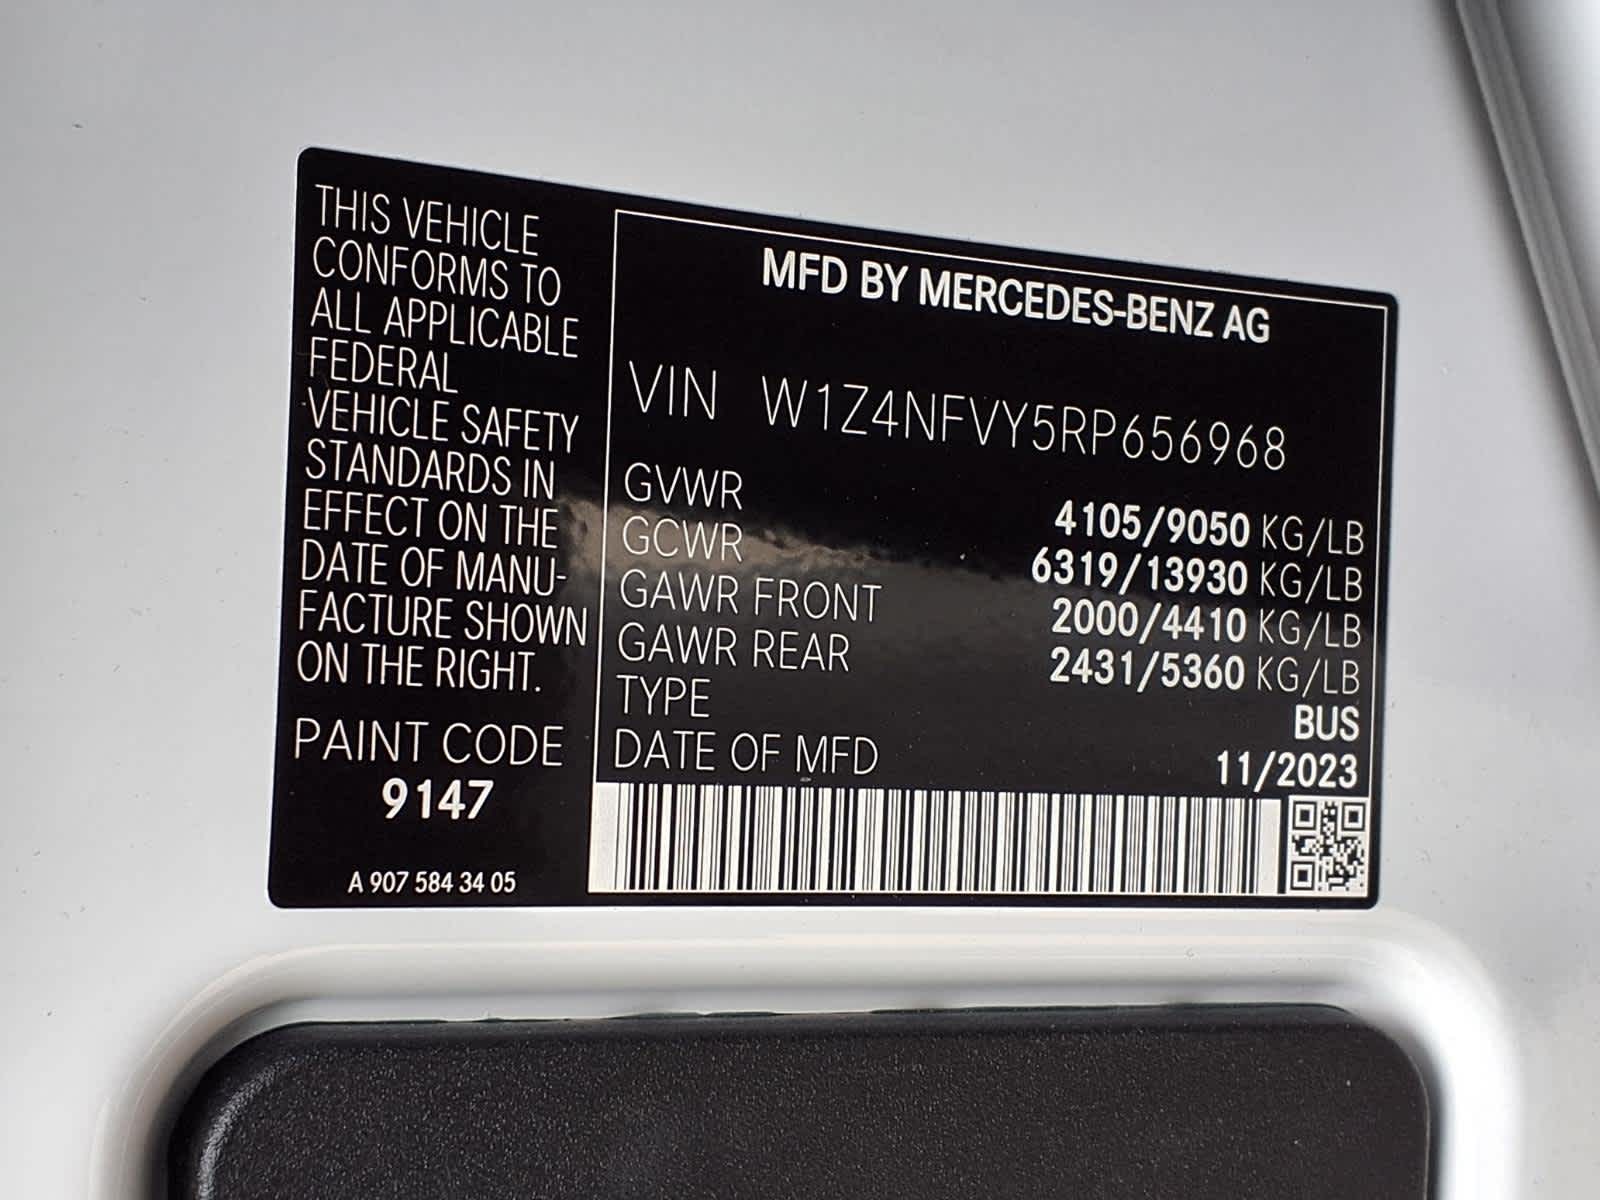 THIS VEHICLE
CONFORMS TO
ALL APPLICABLE
FEDERAL
VEHICLE SAFETY
STANDARDS IN
EFFECT ON THE
DATE OF MANU-
FACTURE SHOWN
ON THE RIGHT.
PAINT CODE
9147
A 907 584 34 05
MFD BY MERCEDES-BENZ AG
VIN W1Z4NFVY5RP656968
GVWR 4105/9050 KG/LB
GCWR 6319/13930 KG/LB
GAWR FRONT 2000/4410 KG/LB
GAWR REAR 2431/5360 KG/LB
TYPE BUS
DATE OF MFD 11/2023